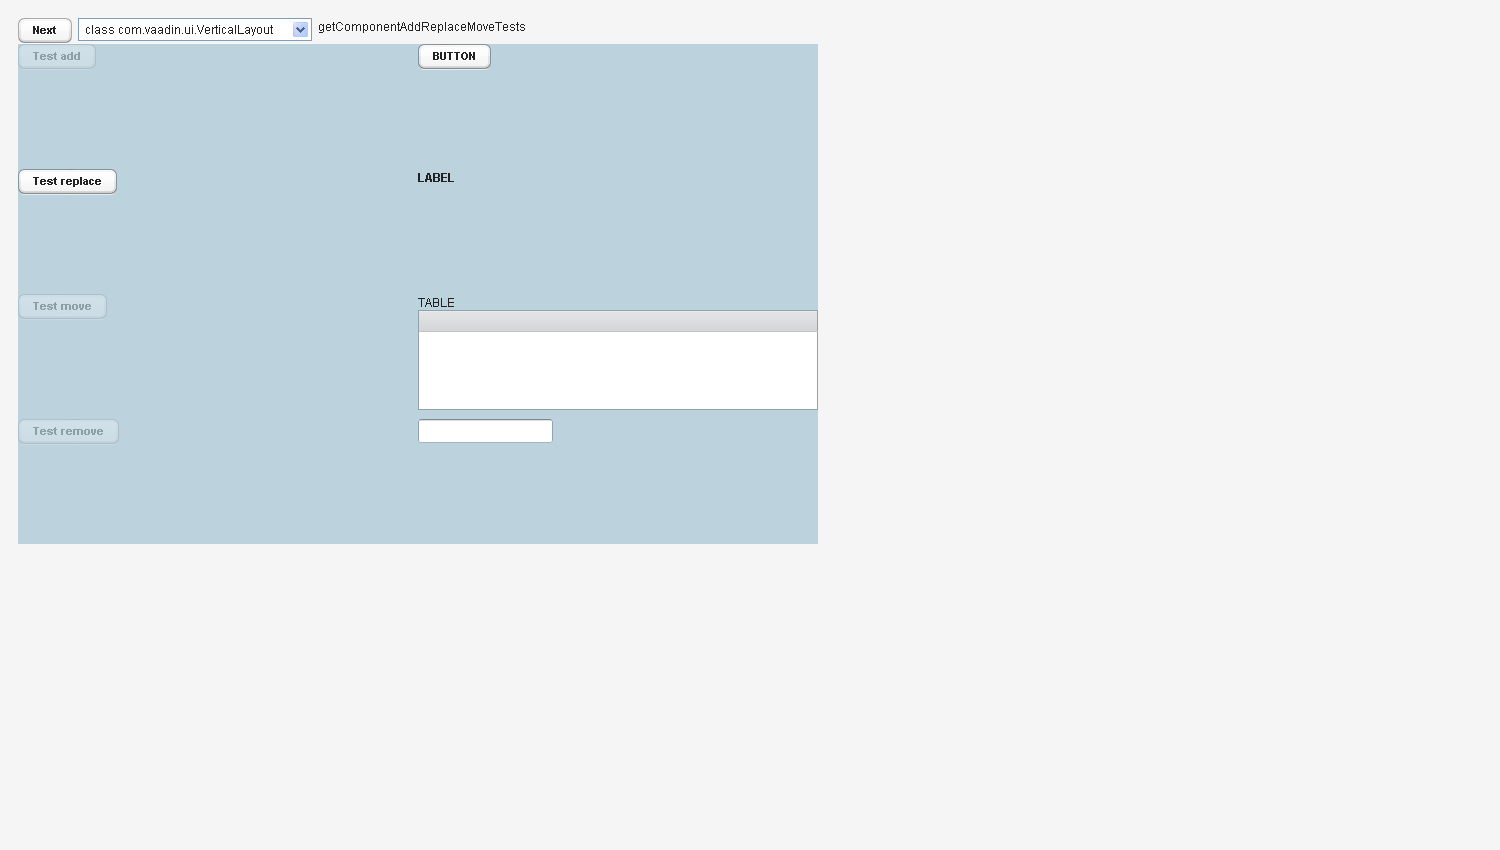 Next class com.vaadin.ui.VerticalLayout getComponentAddReplaceMoveTests
Test add BUTTON
Test replace LABEL
Test move TABLE
Test remove